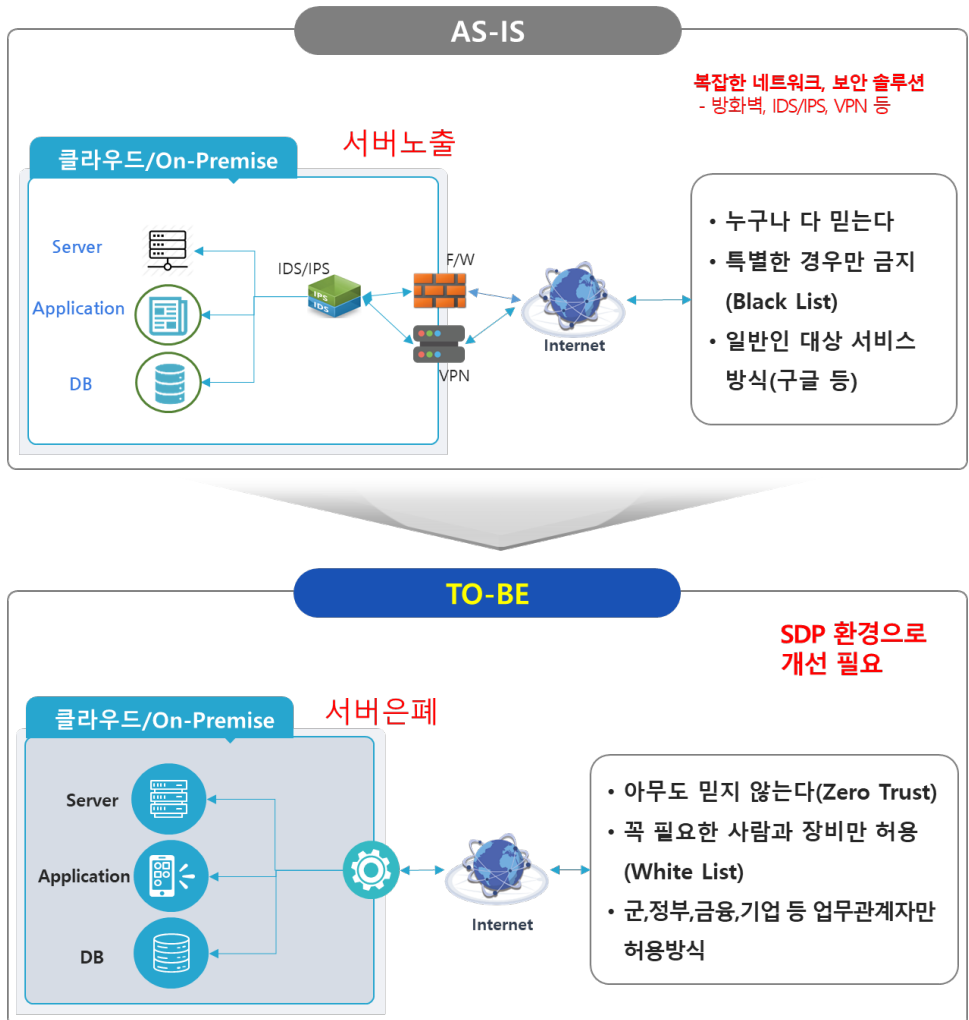 AS-IS
복잡한 네트워크, 보안 솔루션
- 방화벽, IDS/IPS, VPN 등
서버노출
클라우드/On-Premise
Server
Application
DB
IDS/IPS
IPS
IDS
F/W
VPN
Internet
• 누구나 다 믿는다
• 특별한 경우만 금지
(Black List)
• 일반인 대상 서비스
방식(구글 등)
TO-BE
SDP 환경으로
개선 필요
서버은폐
클라우드/On-Premise
Server
Application
DB
Internet
• 아무도 믿지 않는다(Zero Trust)
• 꼭 필요한 사람과 장비만 허용
(White List)
• 군,정부,금융,기업 등 업무관계자만
허용방식